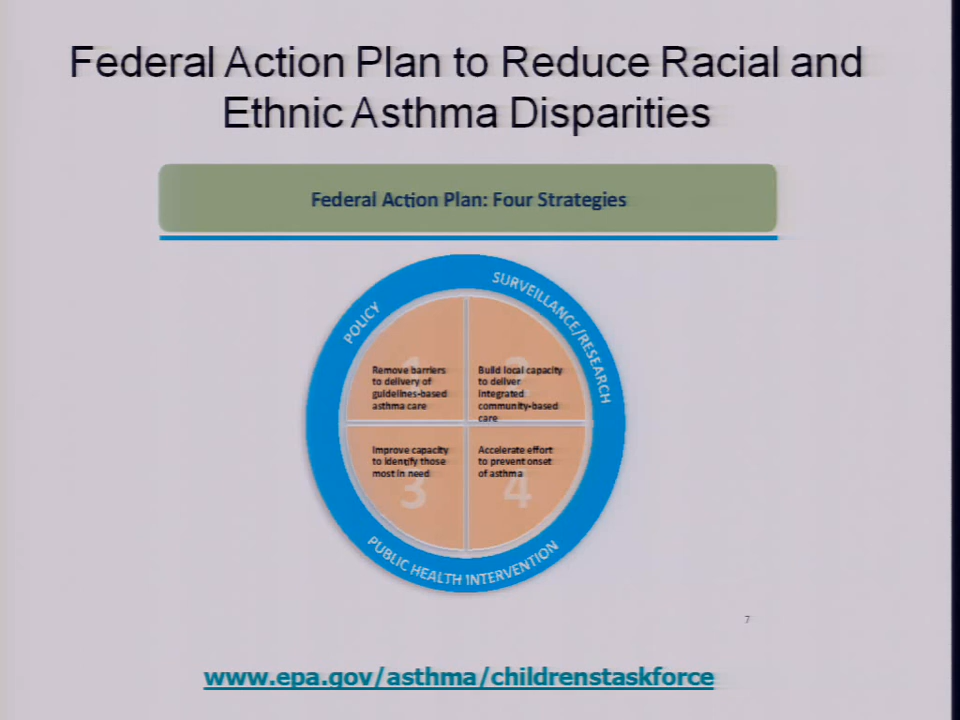 Federal Action Plan to Reduce Racial and
Ethnic Asthma Disparities
Federal Action Plan: Four Strategies
POLICY
SURVEILLANCE/RESEARCH
1
Remove barriers
to delivery of
guidelines-based
asthma care
2
Build local capacity
to deliver
integrated
community-based
care
3
Improve capacity
to identify those
most in need
4
Accelerate effort
to prevent onset
of asthma
PUBLIC HEALTH INTERVENTION
7
www.epa.gov/asthma/childrenstaskforce